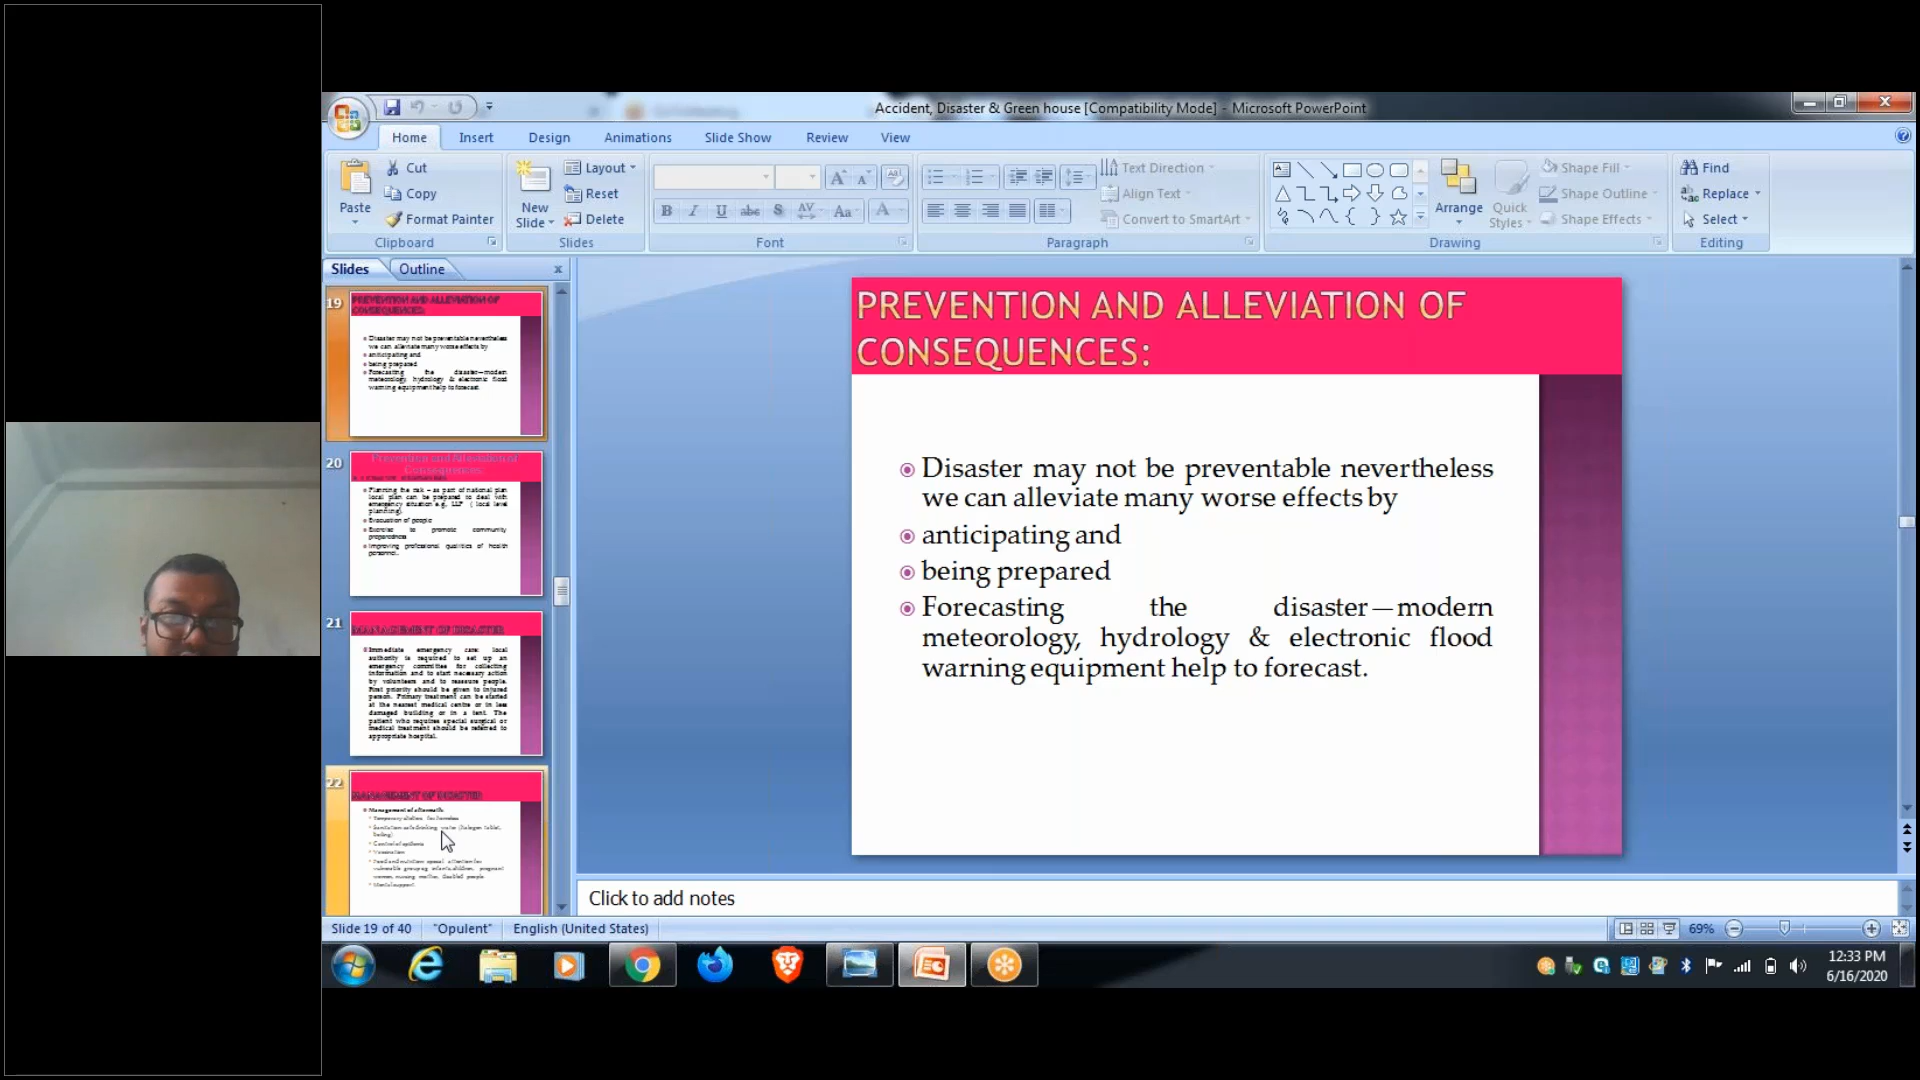 Accident, Disaster & Green house [Compatibility Mode] - Microsoft PowerPoint
Home Insert Design Animations Slide Show Review View
Paste
Cut
Copy
Format Painter
Clipboard
New Slide
Layout
Reset
Delete
Slides
B I U abc S AV Aa A
Font
Text Direction
Align Text
Convert to SmartArt
Paragraph
Arrange
Quick Styles
Shape Fill
Shape Outline
Shape Effects
Drawing
Find
Replace
Select
Editing
Slides Outline
19
PREVENTION AND ALLEVIATION OF
CONSEQUENCES:
Disaster may not be preventable nevertheless
we can alleviate many worse effects by
anticipating and
being prepared
Forecasting the disaster—modern
meteorology, hydrology & electronic flood
warning equipment help to forecast.
20
Prevention and Alleviation of
Consequences:
Planning the risk – as part of national plan
local plan can be prepared to deal with
emergency situation e.g. LLP ( local level
planning).
Evacuation of people
Exercise to promote community
preparedness
Improving professional qualities of health
personnel.
21
MANAGEMENT OF DISASTER
Immediate emergency care: local
authority is required to set up an
emergency committee for collecting
information and to start necessary action
by volunteers and to reassure people.
First priority should be given to injured
person. Primary treatment can be started
at the nearest medical centre or in less
damaged building or in a tent. The
patient who requires special surgical or
medical treatment should be referred to
appropriate hospital.
22
MANAGEMENT OF DISASTER
Management of aftermath:
Temporary shelter for homeless
Sanitation safe drinking water (halogen tablet,
boiling)
Control of epidemic
Vaccination
Food and nutrition special attention for
vulnerable group eg infants, children, pregnant
women, nursing mother, disabled people
Mental support
PREVENTION AND ALLEVIATION OF
CONSEQUENCES:
Disaster may not be preventable nevertheless
we can alleviate many worse effects by
anticipating and
being prepared
Forecasting the disaster—modern
meteorology, hydrology & electronic flood
warning equipment help to forecast.
Click to add notes
Slide 19 of 40 "Opulent" English (United States) 69%
12:33 PM
6/16/2020